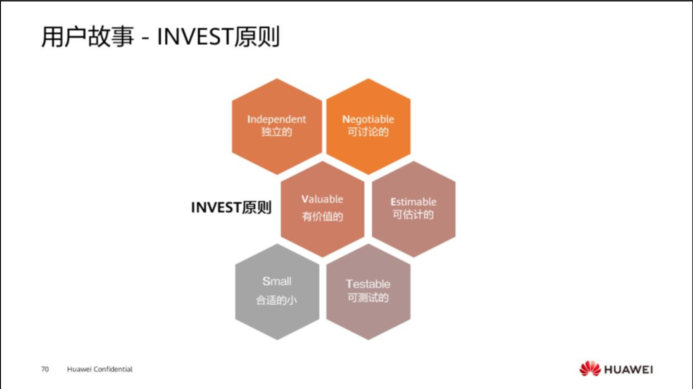 用户故事 - INVEST原则
Independent
独立的
Negotiable
可讨论的
INVEST原则
Valuable
有价值的
Estimable
可估计的
Small
合适的小
Testable
可测试的
70
Huawei Confidential
HUAWEI